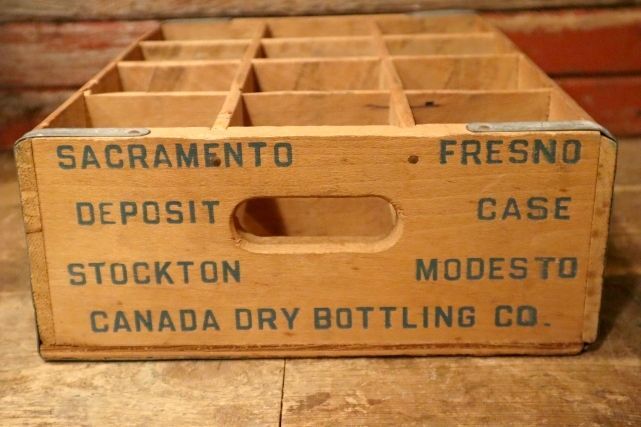 SACRAMENTO FRESNO
DEPOSIT CASE
STOCKTON MODESTO
CANADA DRY BOTTLING CO.